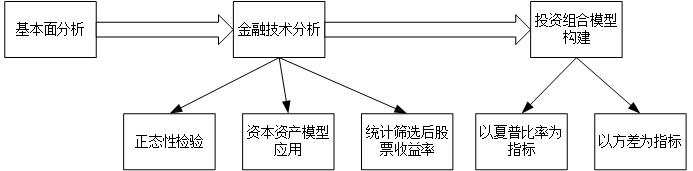 基本面分析
金融技术分析
投资组合模型
构建
正态性检验
资本资产模型
应用
统计筛选后股
票收益率
以夏普比率为
指标
以方差为指标